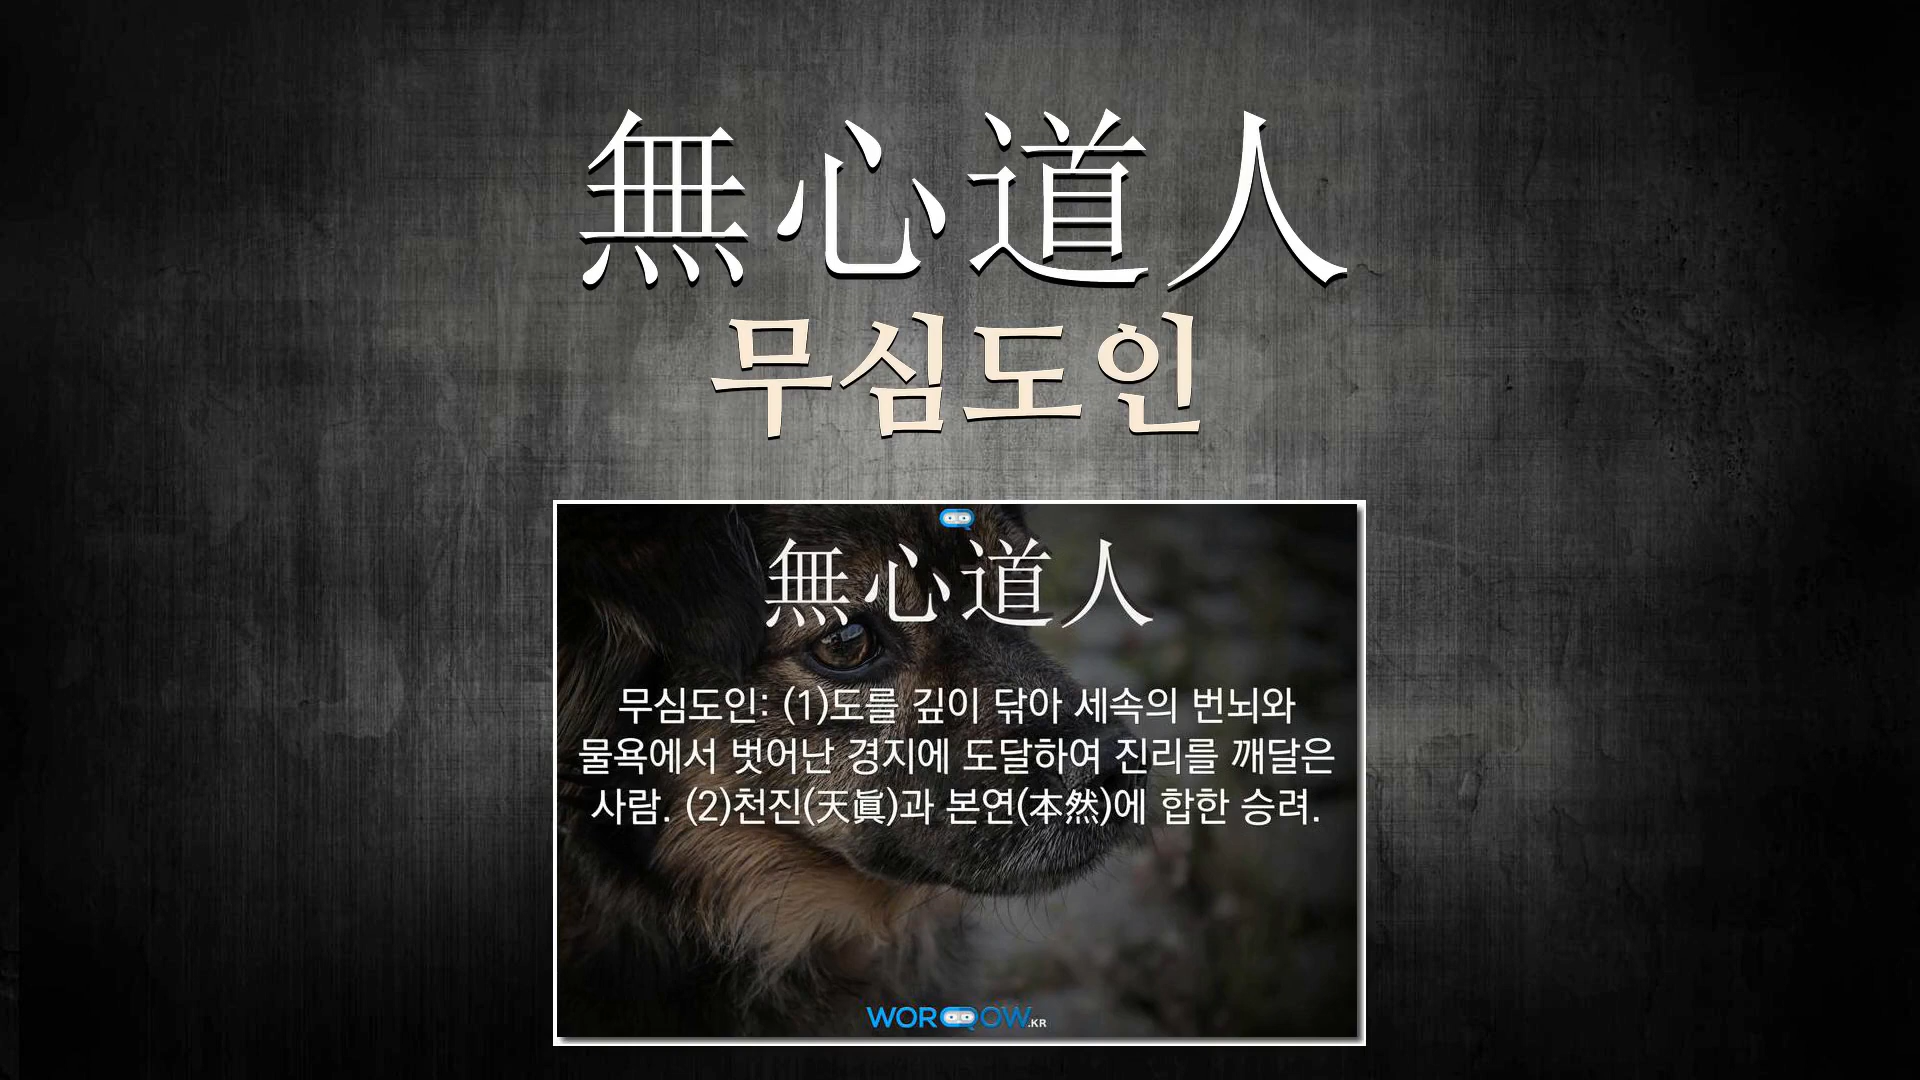 無心道人
무심도인
無心道人
무심도인: (1)도를 깊이 닦아 세속의 번뇌와
물욕에서 벗어난 경지에 도달하여 진리를 깨달은
사람. (2)천진(天眞)과 본연(本然)에 합한 승려.
WORQQOW.KR